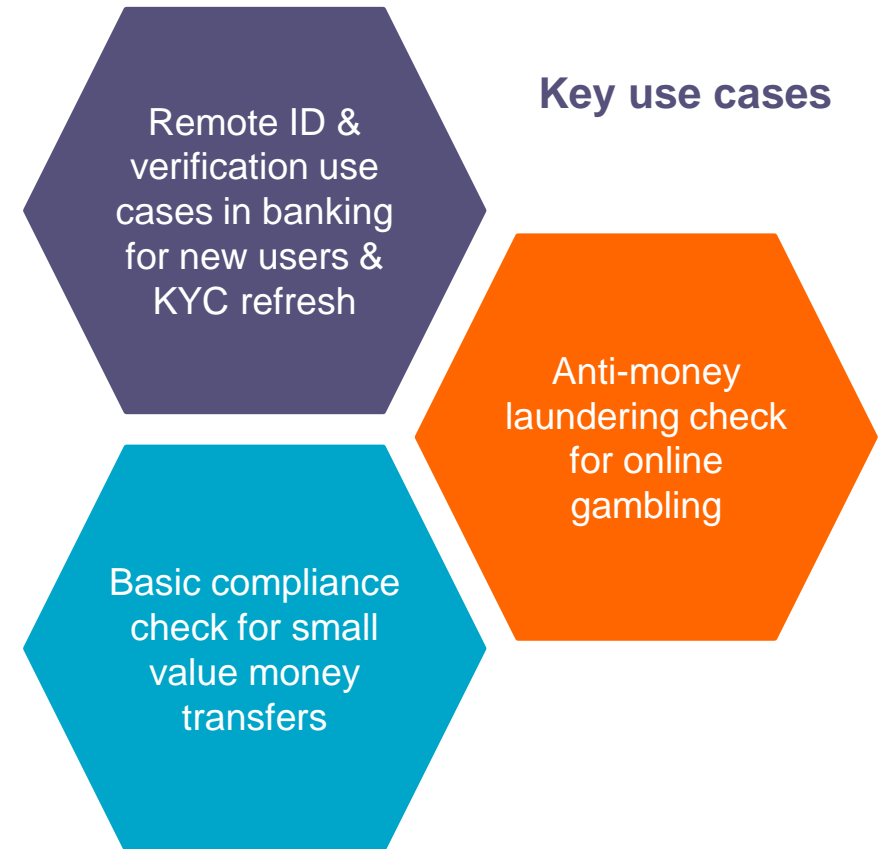 Key use cases
Remote ID &
verification use
cases in banking
for new users &
KYC refresh
Anti-money
laundering check
for online
gambling
Basic compliance
check for small
value money
transfers